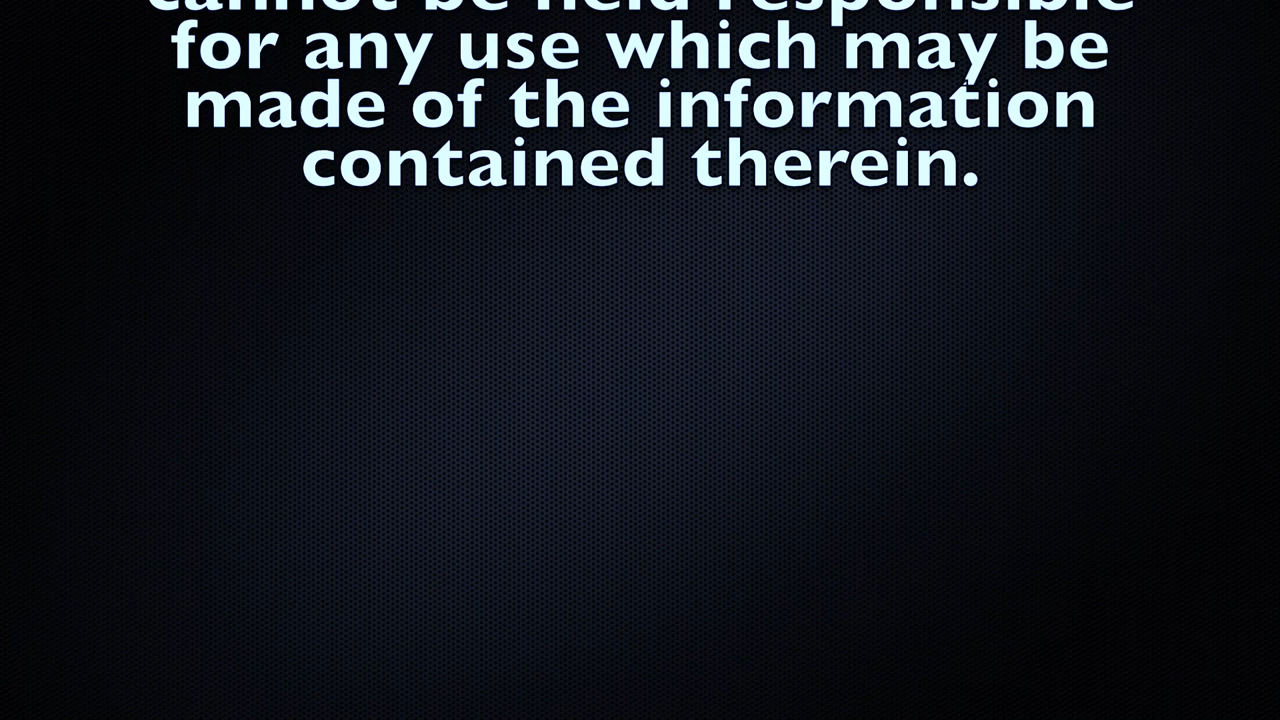 cannot be held responsible
for any use which may be
made of the information
contained therein.